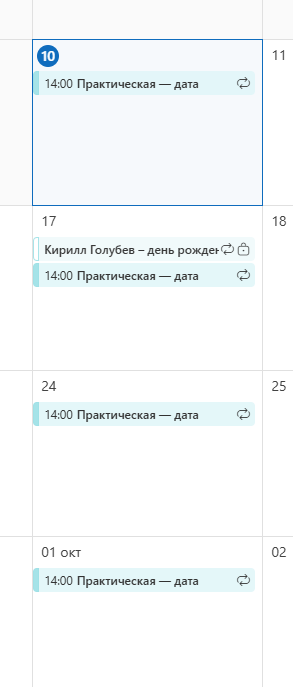 10
11
14:00 Практическая — дата
17
18
Кирилл Голубев – день рожден
14:00 Практическая — дата
24
25
14:00 Практическая — дата
01 окт
02
14:00 Практическая — дата